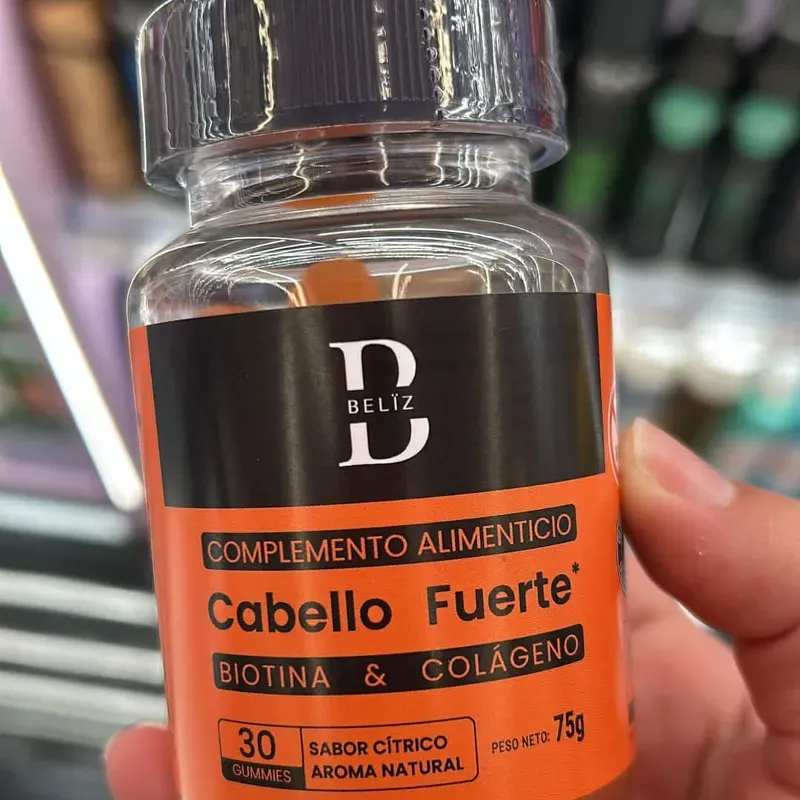 BELÏZ
COMPLEMENTO ALIMENTICIO
Cabello Fuerte*
BIOTINA & COLÁGENO
30
GUMMIES
SABOR CÍTRICO
AROMA NATURAL
PESO NETO: 75g